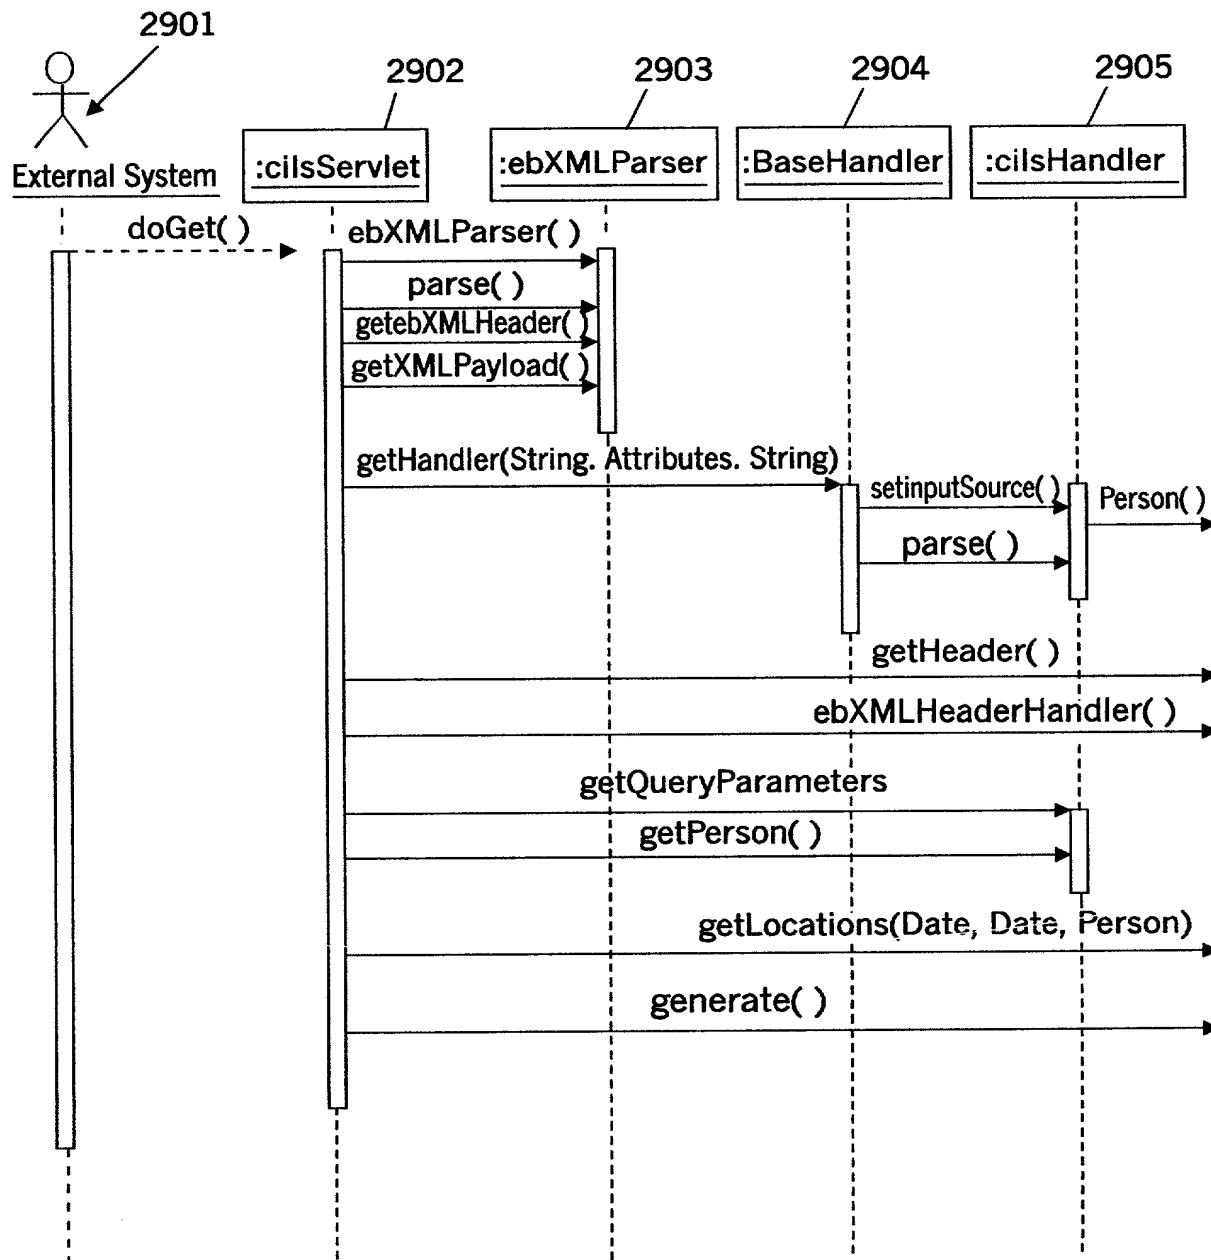 2901
2902
2903
2904
2905
External System
:cilsServlet
:ebXMLParser
:BaseHandler
:cilsHandler
doGet( )
ebXMLParser( )
parse( )
getebXMLHeader( )
getXMLPayload( )
getHandler(String. Attributes. String)
setinputSource( )
Person( )
parse( )
getHeader( )
ebXMLHeaderHandler( )
getQueryParameters
getPerson( )
getLocations(Date, Date, Person)
generate( )